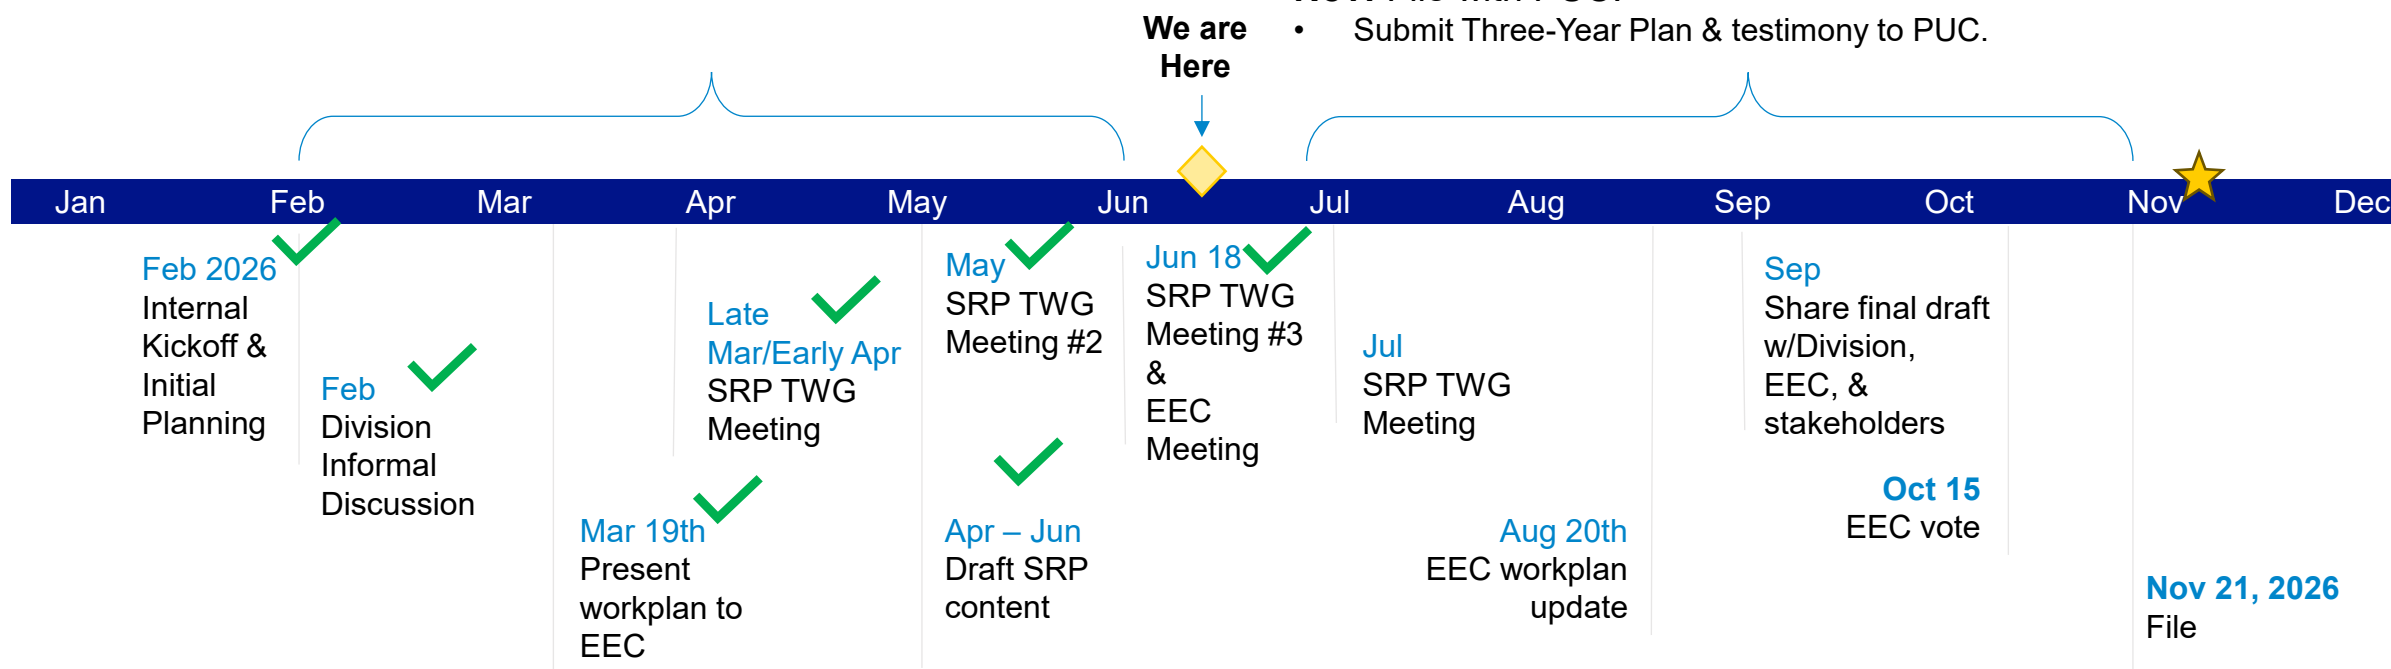 We are
Here
• Submit Three-Year Plan & testimony to PUC.
Jan Feb Mar Apr May Jun Jul Aug Sep Oct Nov Dec
Feb 2026
Internal
Kickoff &
Initial
Planning
Feb
Division
Informal
Discussion
Mar 19th
Present
workplan to
EEC
Late
Mar/Early Apr
SRP TWG
Meeting
May
SRP TWG
Meeting #2
Apr – Jun
Draft SRP
content
Jun 18
SRP TWG
Meeting #3
&
EEC
Meeting
Jul
SRP TWG
Meeting
Aug 20th
EEC workplan
update
Sep
Share final draft
w/Division,
EEC, &
stakeholders
Oct 15
EEC vote
Nov 21, 2026
File